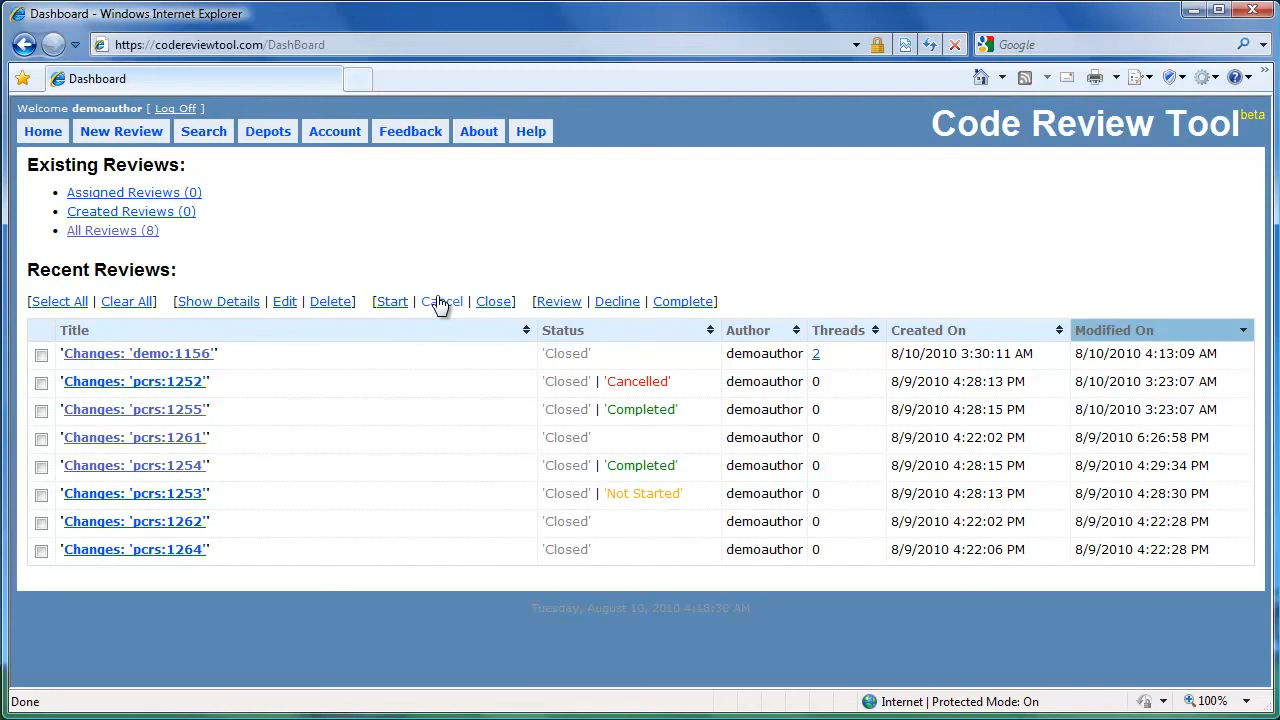 Dashboard - Windows Internet Explorer
https://codereviewtool.com/DashBoard
Google
Dashboard
Welcome demoauthor [ Log Off ]
Code Review Tool beta
Home New Review Search Depots Account Feedback About Help
Existing Reviews:
• Assigned Reviews (0)
• Created Reviews (0)
• All Reviews (8)
Recent Reviews:
[Select All | Clear All] [Show Details | Edit | Delete] [Start | Cancel | Close] [Review | Decline | Complete]
Title Status Author Threads Created On Modified On
'Changes: 'demo:1156'' 'Closed' demoauthor 2 8/10/2010 3:30:11 AM 8/10/2010 4:13:09 AM
'Changes: 'pcrs:1252'' 'Closed' | 'Cancelled' demoauthor 0 8/9/2010 4:28:13 PM 8/10/2010 3:23:07 AM
'Changes: 'pcrs:1255'' 'Closed' | 'Completed' demoauthor 0 8/9/2010 4:28:15 PM 8/10/2010 3:23:07 AM
'Changes: 'pcrs:1261'' 'Closed' demoauthor 0 8/9/2010 4:22:02 PM 8/9/2010 6:26:58 PM
'Changes: 'pcrs:1254'' 'Closed' | 'Completed' demoauthor 0 8/9/2010 4:28:15 PM 8/9/2010 4:29:34 PM
'Changes: 'pcrs:1253'' 'Closed' | 'Not Started' demoauthor 0 8/9/2010 4:28:13 PM 8/9/2010 4:28:30 PM
'Changes: 'pcrs:1262'' 'Closed' demoauthor 0 8/9/2010 4:22:02 PM 8/9/2010 4:22:28 PM
'Changes: 'pcrs:1264'' 'Closed' demoauthor 0 8/9/2010 4:22:06 PM 8/9/2010 4:22:28 PM
Tuesday, August 10, 2010 4:18:30 AM
Done
Internet | Protected Mode: On
100%